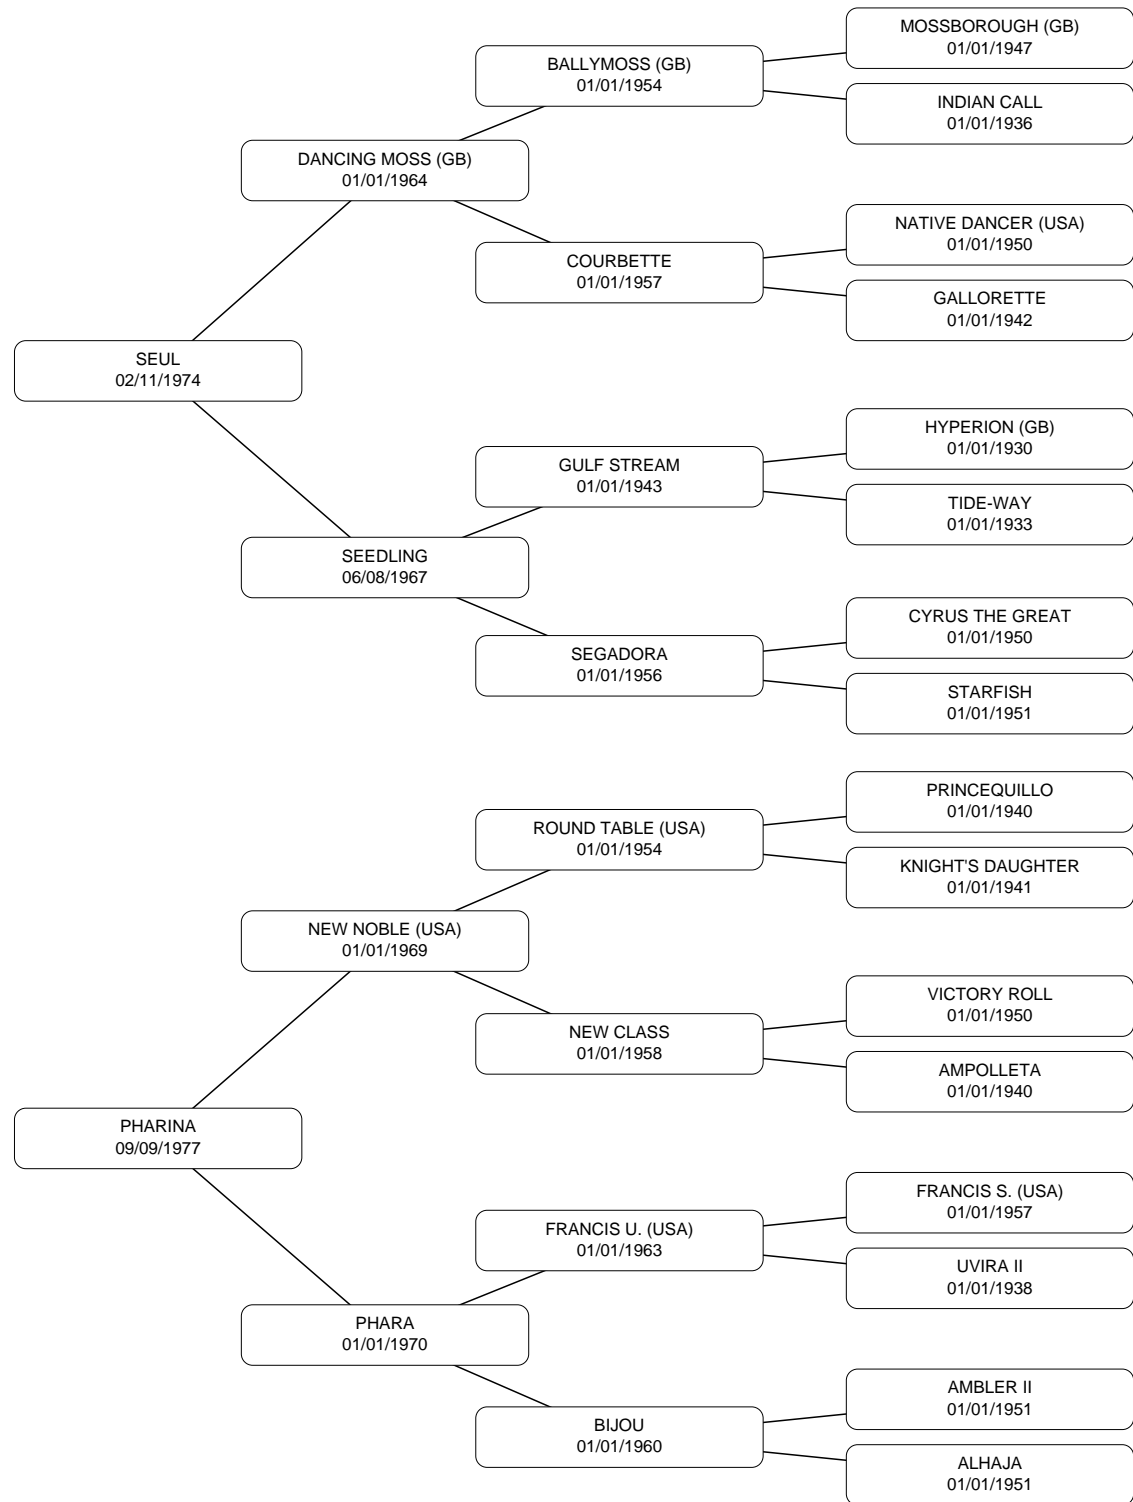 MOSSBOROUGH (GB)
01/01/1947
BALLYMOSS (GB)
01/01/1954
INDIAN CALL
01/01/1936
DANCING MOSS (GB)
01/01/1964
NATIVE DANCER (USA)
01/01/1950
COURBETTE
01/01/1957
GALLORETTE
01/01/1942
SEUL
02/11/1974
HYPERION (GB)
01/01/1930
GULF STREAM
01/01/1943
TIDE-WAY
01/01/1933
SEEDLING
06/08/1967
CYRUS THE GREAT
01/01/1950
SEGADORA
01/01/1956
STARFISH
01/01/1951
PRINCEQUILLO
01/01/1940
ROUND TABLE (USA)
01/01/1954
KNIGHT'S DAUGHTER
01/01/1941
NEW NOBLE (USA)
01/01/1969
VICTORY ROLL
01/01/1950
NEW CLASS
01/01/1958
AMPOLLETA
01/01/1940
PHARINA
09/09/1977
FRANCIS S. (USA)
01/01/1957
FRANCIS U. (USA)
01/01/1963
UVIRA II
01/01/1938
PHARA
01/01/1970
AMBLER II
01/01/1951
BIJOU
01/01/1960
ALHAJA
01/01/1951